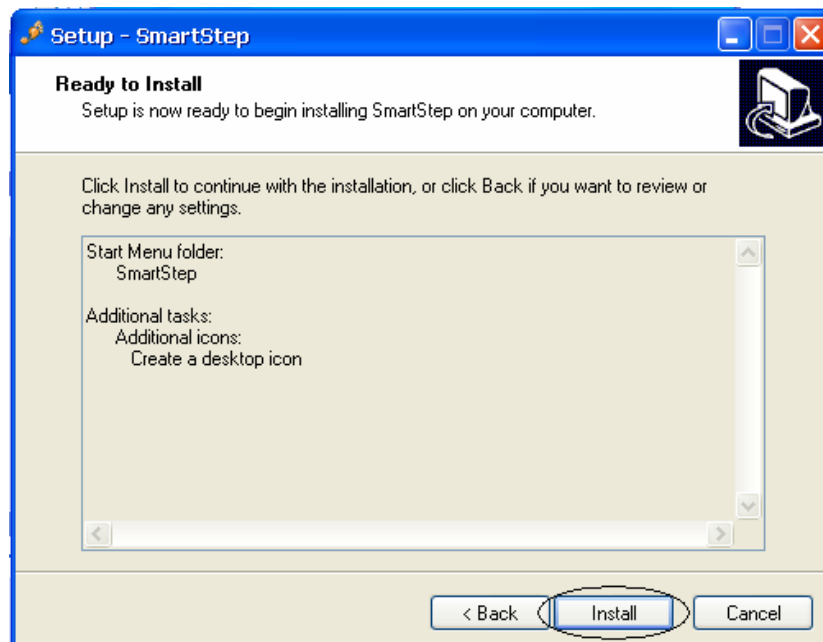 Setup - SmartStep
Ready to Install
Setup is now ready to begin installing SmartStep on your computer.
Click Install to continue with the installation, or click Back if you want to review or
change any settings.
Start Menu folder:
SmartStep
Additional tasks:
Additional icons:
Create a desktop icon
< Back Install Cancel